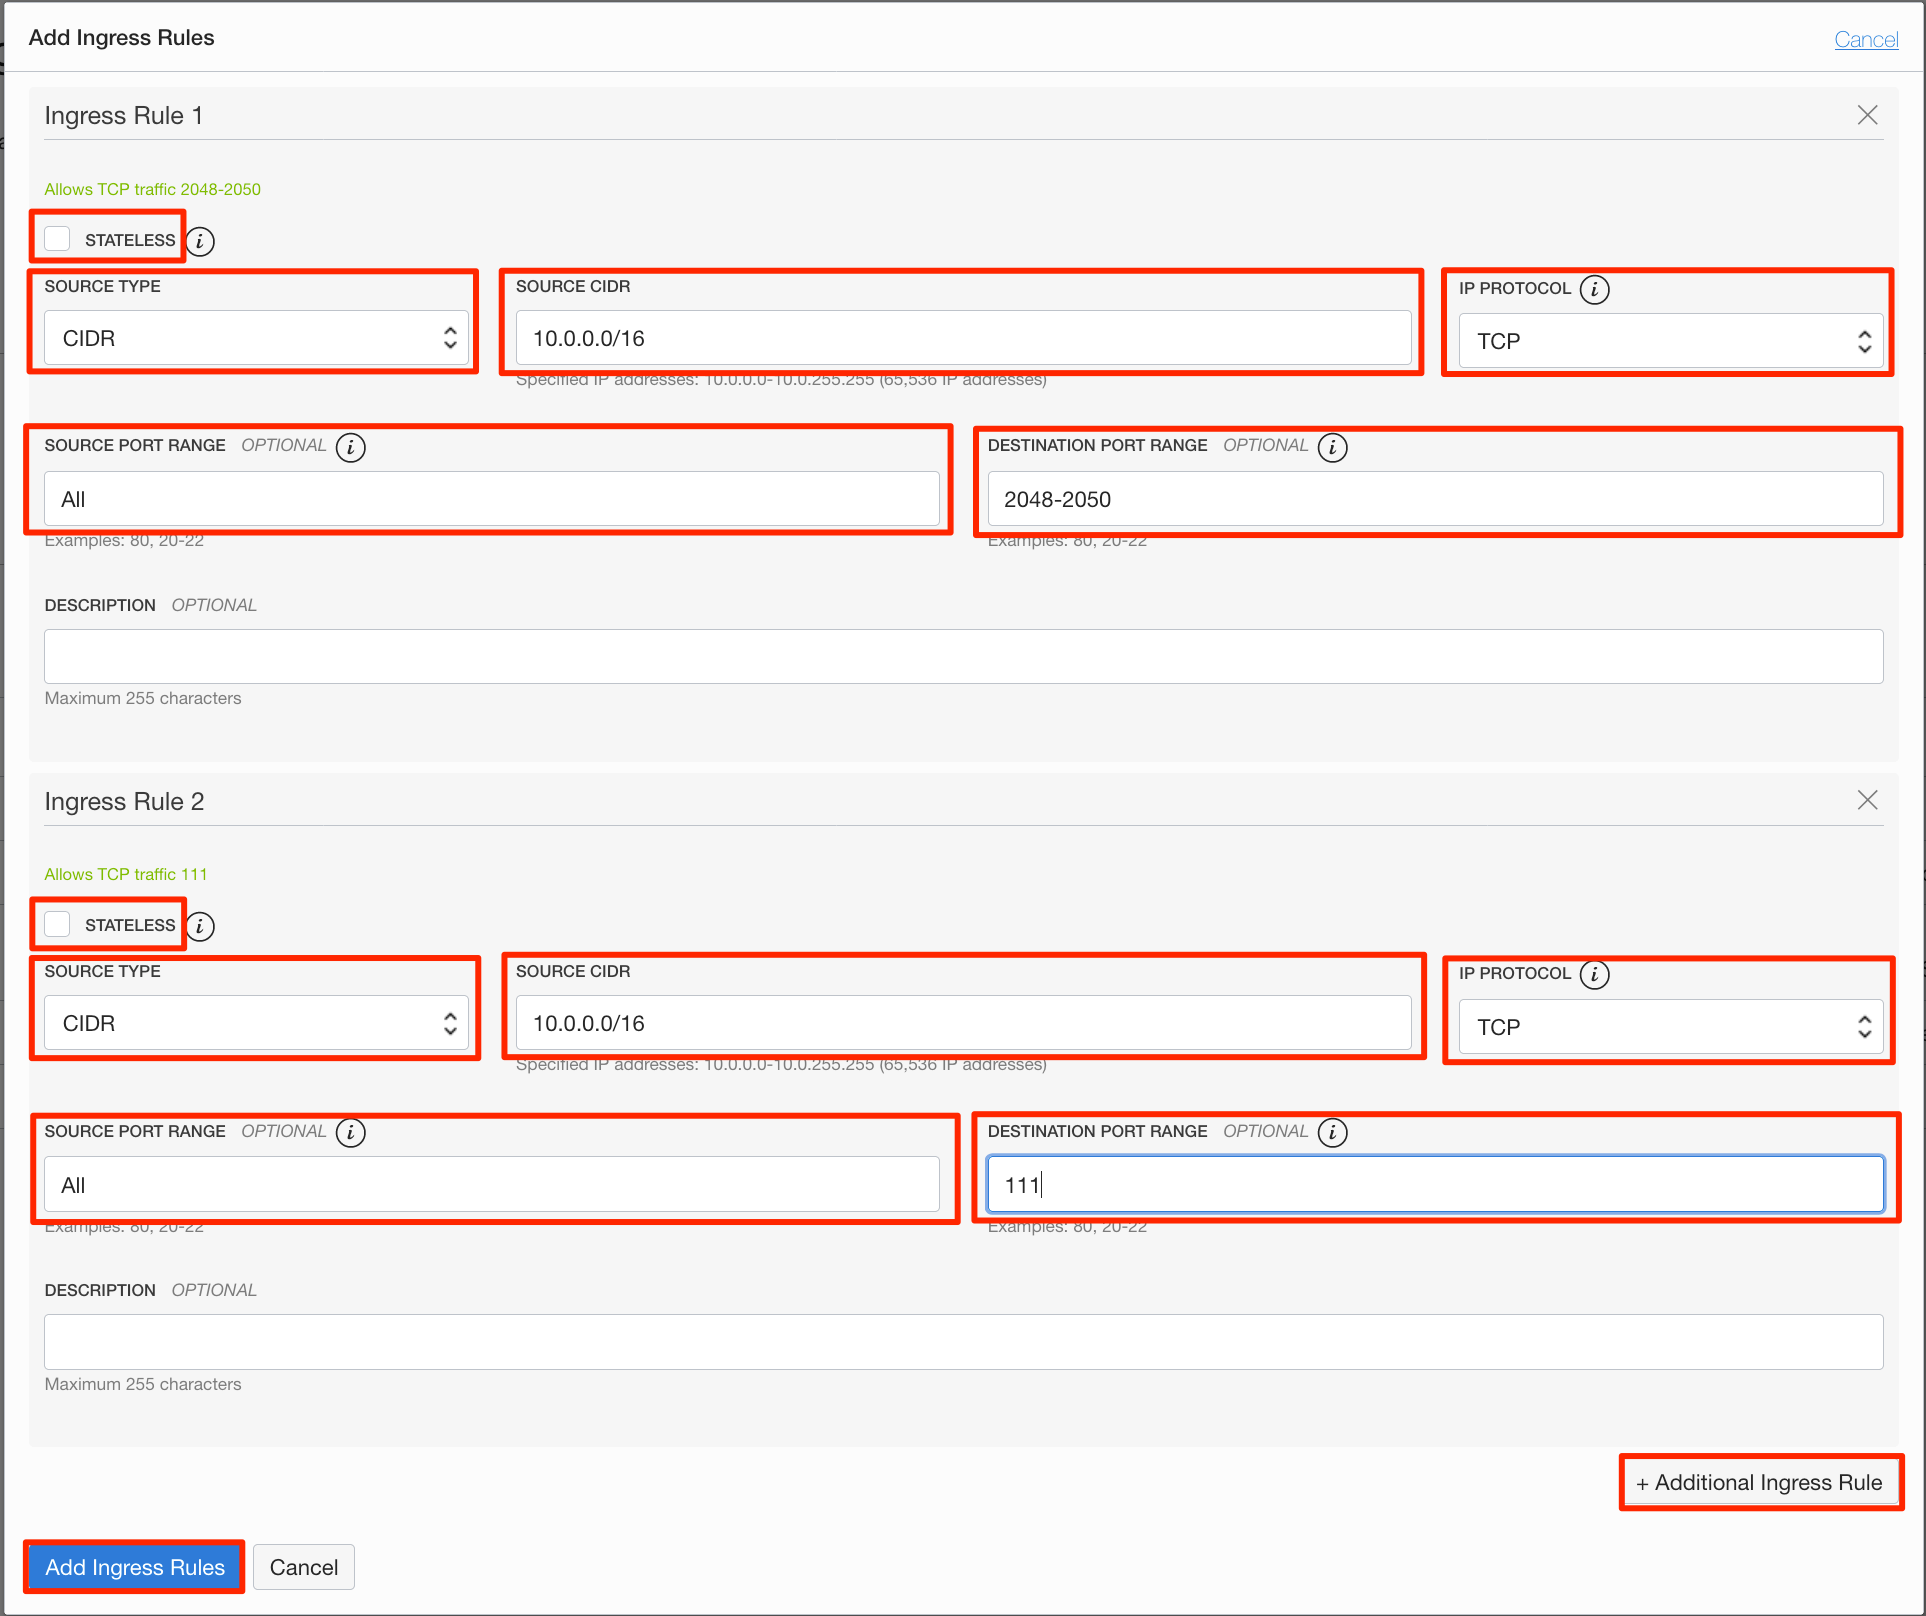 Add Ingress Rules Cancel
Ingress Rule 1
Allows TCP traffic 2048-2050
STATELESS i
SOURCE TYPE SOURCE CIDR IP PROTOCOL i
CIDR 10.0.0.0/16 TCP
Specified IP addresses: 10.0.0.0-10.0.255.255 (65,536 IP addresses)
SOURCE PORT RANGE OPTIONAL i DESTINATION PORT RANGE OPTIONAL i
All 2048-2050
Examples: 80, 20-22 Examples: 80, 20-22
DESCRIPTION OPTIONAL
Maximum 255 characters
Ingress Rule 2
Allows TCP traffic 111
STATELESS i
SOURCE TYPE SOURCE CIDR IP PROTOCOL i
CIDR 10.0.0.0/16 TCP
Specified IP addresses: 10.0.0.0-10.0.255.255 (65,536 IP addresses)
SOURCE PORT RANGE OPTIONAL i DESTINATION PORT RANGE OPTIONAL i
All 111
Examples: 80, 20-22 Examples: 80, 20-22
DESCRIPTION OPTIONAL
Maximum 255 characters
+ Additional Ingress Rule
Add Ingress Rules Cancel